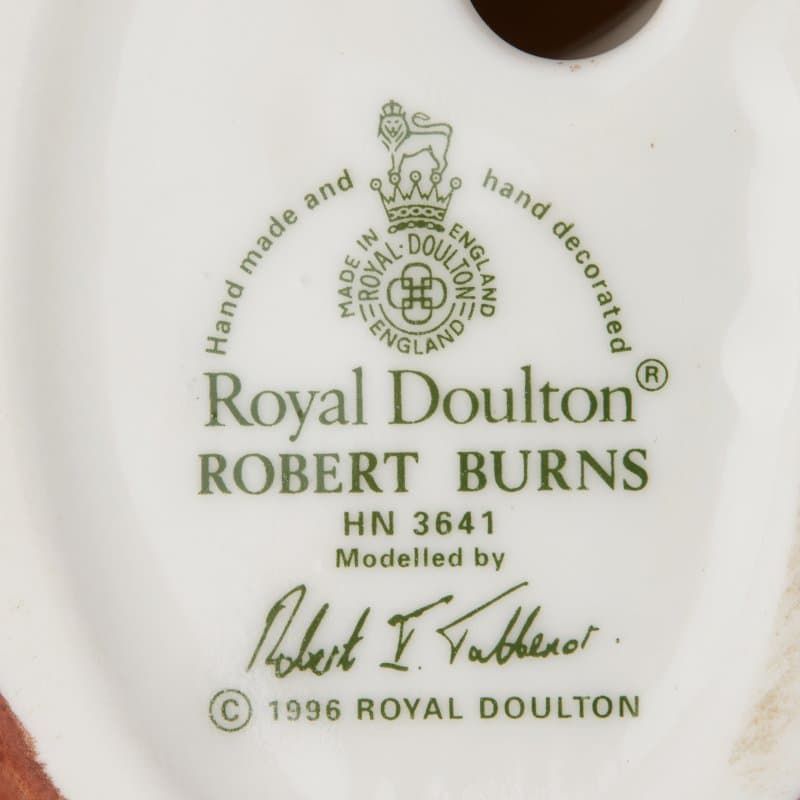 Hand made and hand decorated
MADE IN ENGLAND
ROYAL·DOULTON
ENGLAND
Royal Doulton®
ROBERT BURNS
HN 3641
Modelled by
Robert I. Tabbenor.
© 1996 ROYAL DOULTON